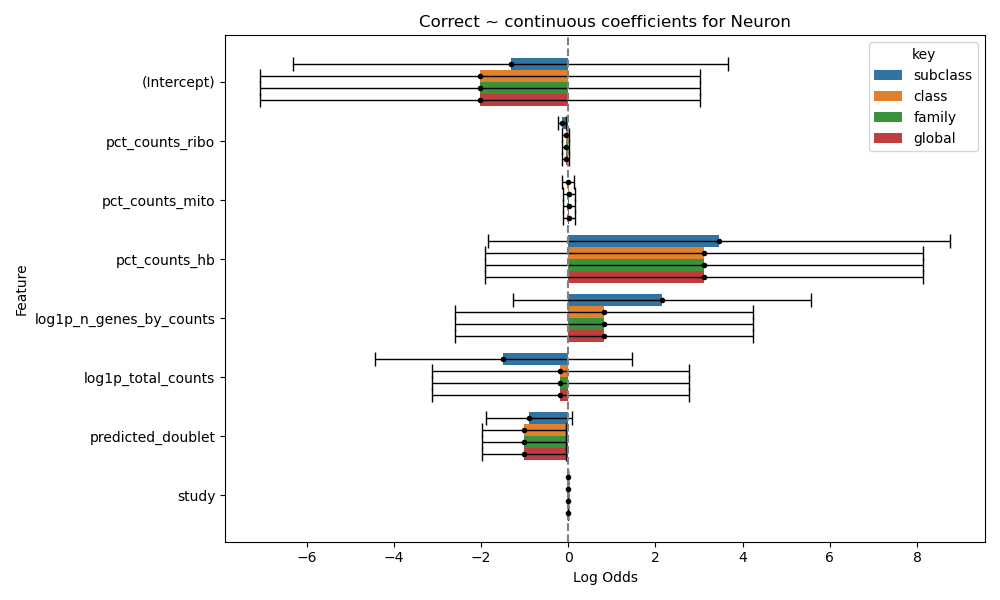 Correct ~ continuous coefficients for Neuron
key
subclass
class
family
global
Feature
(Intercept)
pct_counts_ribo
pct_counts_mito
pct_counts_hb
log1p_n_genes_by_counts
log1p_total_counts
predicted_doublet
study
−6 −4 −2 0 2 4 6 8
Log Odds